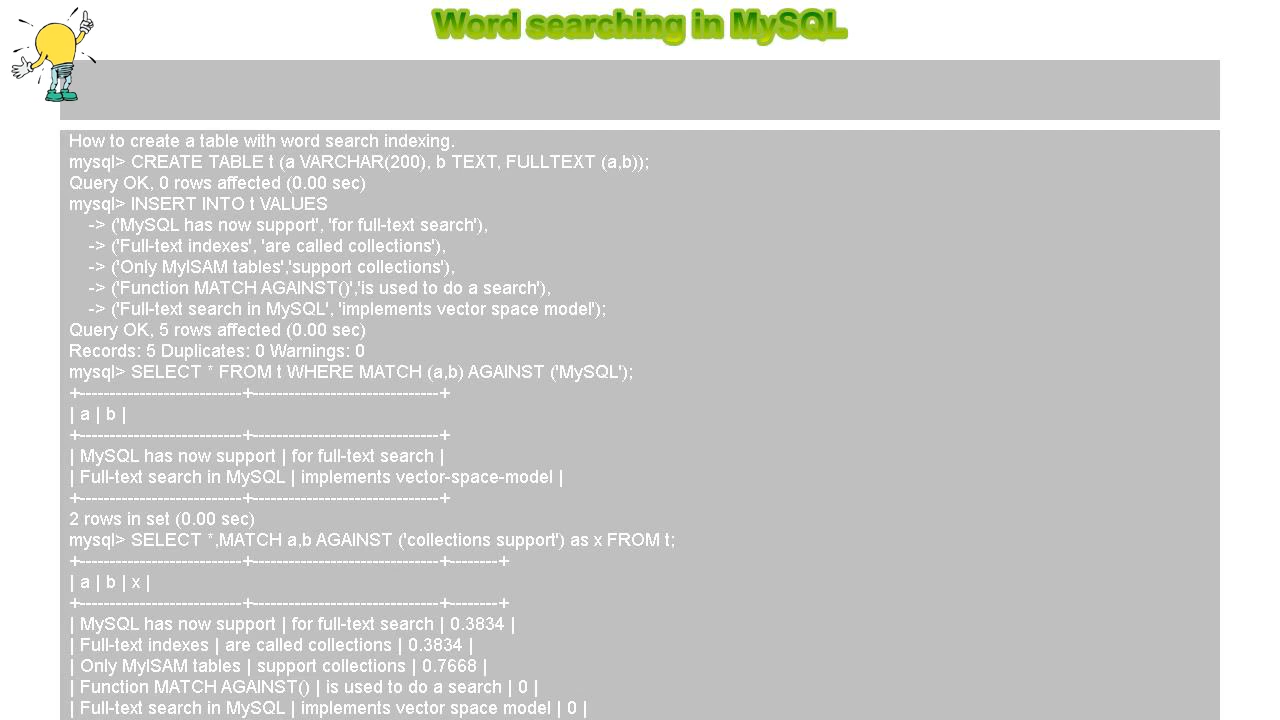 Word searching in MySQL
How to create a table with word search indexing.
mysql> CREATE TABLE t (a VARCHAR(200), b TEXT, FULLTEXT (a,b));
Query OK, 0 rows affected (0.00 sec)
mysql> INSERT INTO t VALUES
-> ('MySQL has now support', 'for full-text search'),
-> ('Full-text indexes', 'are called collections'),
-> ('Only MyISAM tables','support collections'),
-> ('Function MATCH AGAINST()','is used to do a search'),
-> ('Full-text search in MySQL', 'implements vector space model');
Query OK, 5 rows affected (0.00 sec)
Records: 5 Duplicates: 0 Warnings: 0
mysql> SELECT * FROM t WHERE MATCH (a,b) AGAINST ('MySQL');
+---------------------------+-------------------------------+
| a | b |
+---------------------------+-------------------------------+
| MySQL has now support | for full-text search |
| Full-text search in MySQL | implements vector-space-model |
+---------------------------+-------------------------------+
2 rows in set (0.00 sec)
mysql> SELECT *,MATCH a,b AGAINST ('collections support') as x FROM t;
+---------------------------+-------------------------------+--------+
| a | b | x |
+---------------------------+-------------------------------+--------+
| MySQL has now support | for full-text search | 0.3834 |
| Full-text indexes | are called collections | 0.3834 |
| Only MyISAM tables | support collections | 0.7668 |
| Function MATCH AGAINST() | is used to do a search | 0 |
| Full-text search in MySQL | implements vector space model | 0 |